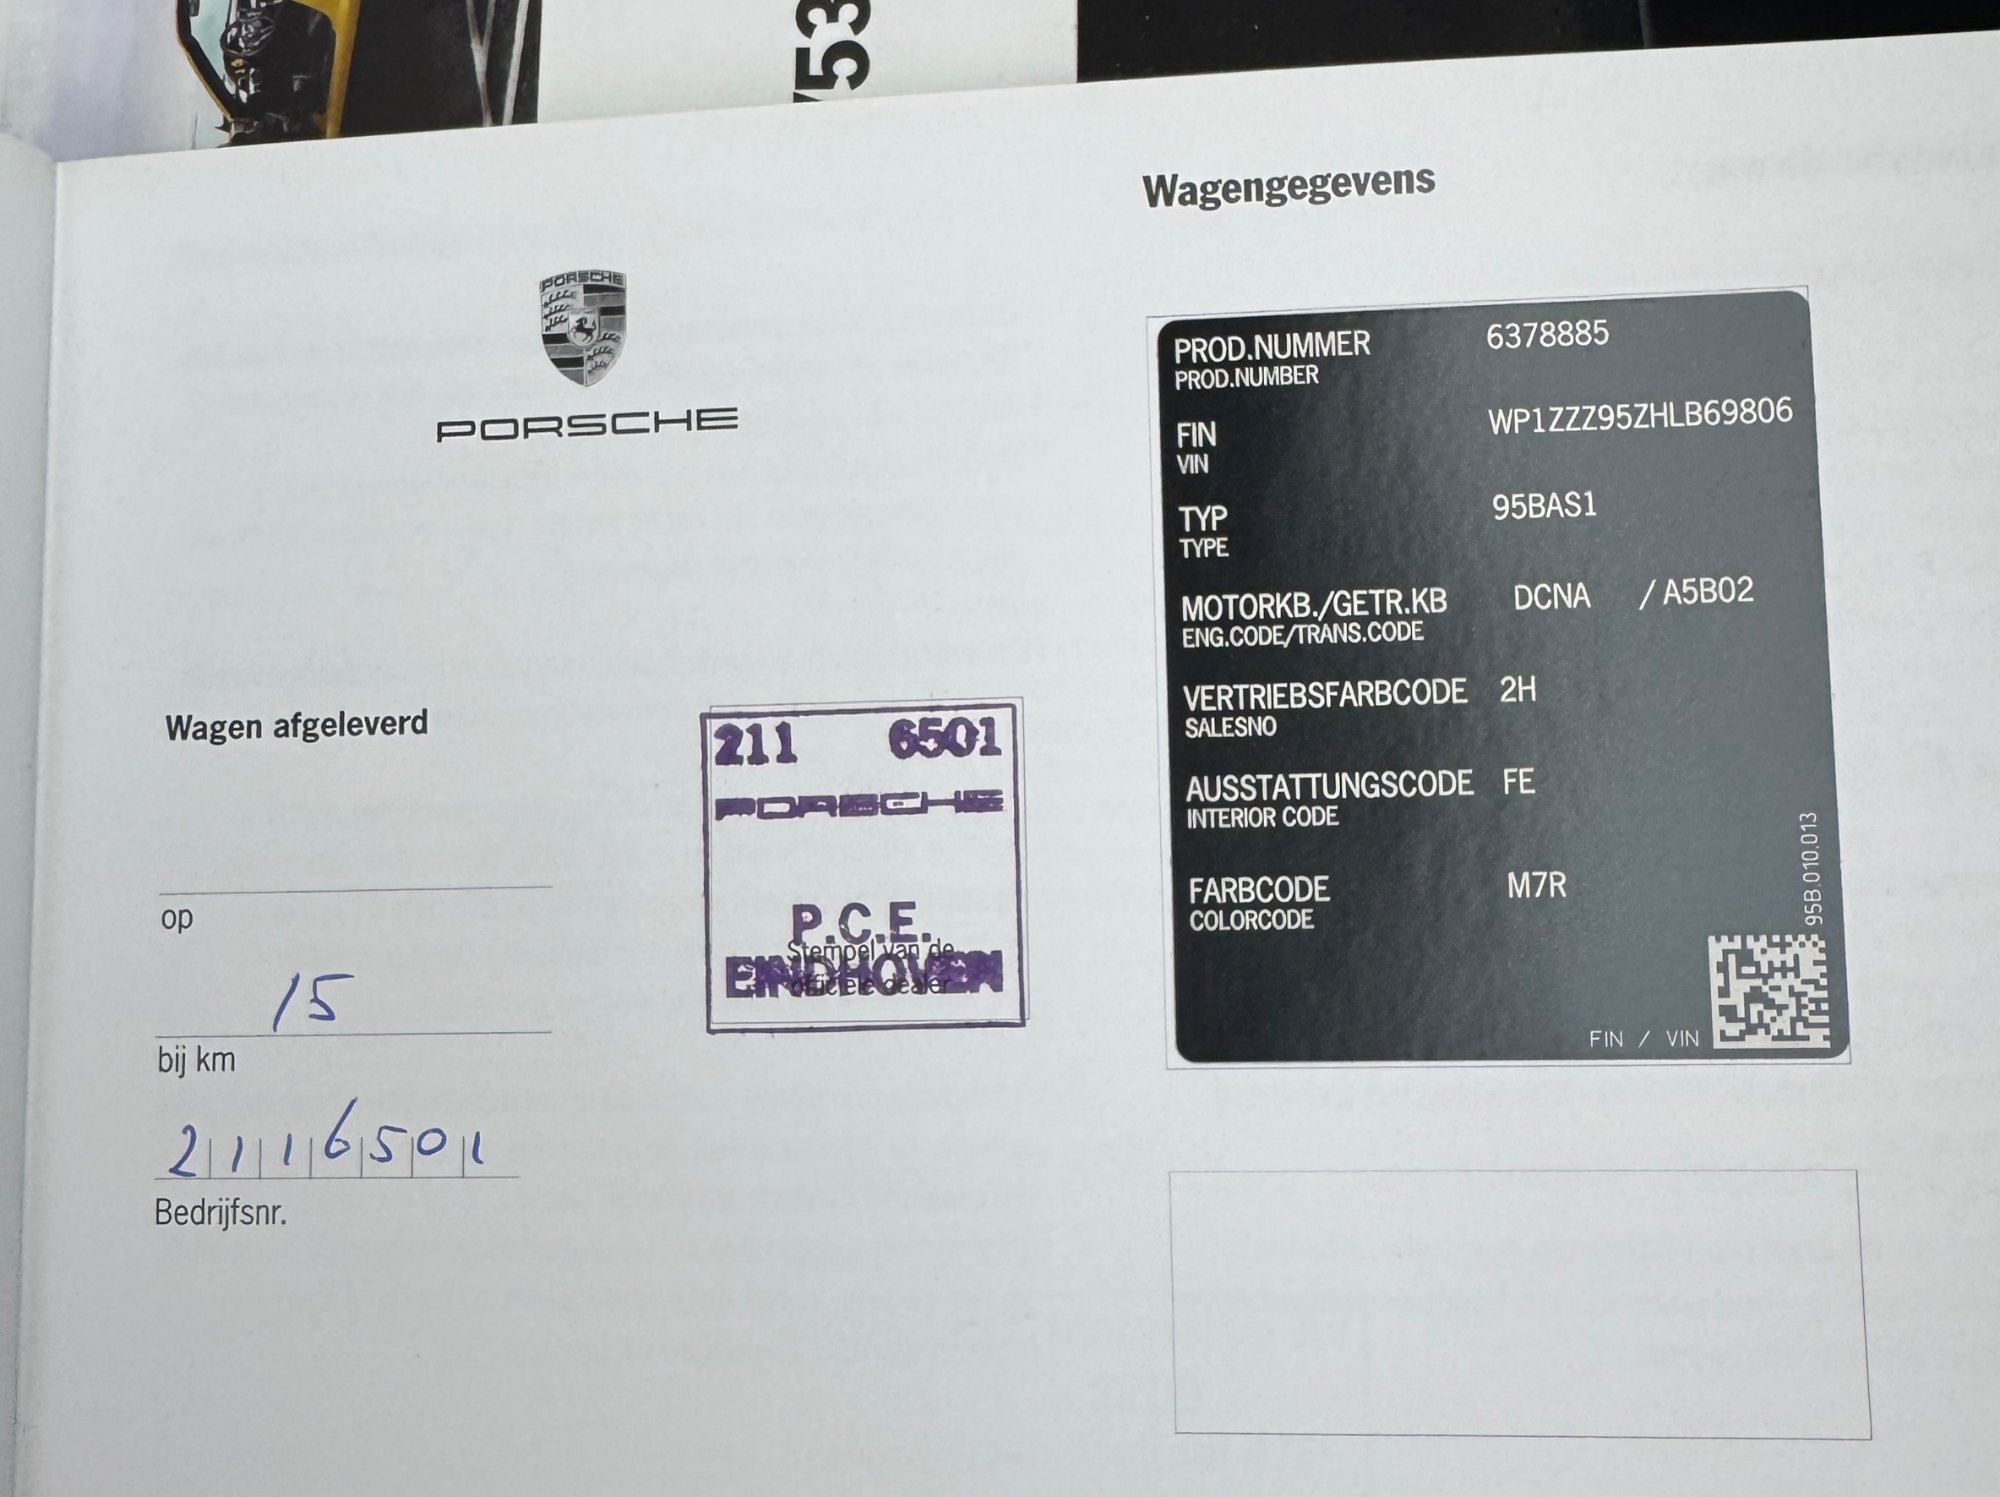 53
PORSCHE
PORSCHE
Wagen afgeleverd
op
15
bij km
2116501
Bedrijfsnr.
211 6501
PORSCHE
P.C.E.
Stempel van de
EINDHOVEN
officiële dealer
Wagengegevens
PROD.NUMMER 6378885
PROD.NUMBER
FIN WP1ZZZ95ZHLB69806
VIN
TYP 95BAS1
TYPE
MOTORKB./GETR.KB DCNA / A5B02
ENG.CODE/TRANS.CODE
VERTRIEBSFARBCODE 2H
SALESNO
AUSSTATTUNGSCODE FE
INTERIOR CODE
FARBCODE M7R
COLORCODE
95B.010.013
FIN / VIN